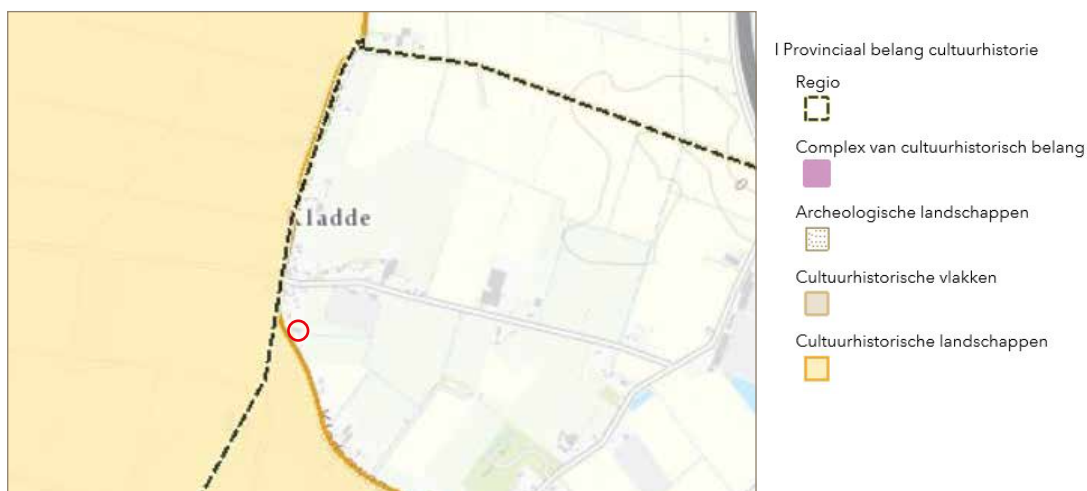 Kladde
I Provinciaal belang cultuurhistorie
Regio
Complex van cultuurhistorisch belang
Archeologische landschappen
Cultuurhistorische vlakken
Cultuurhistorische landschappen